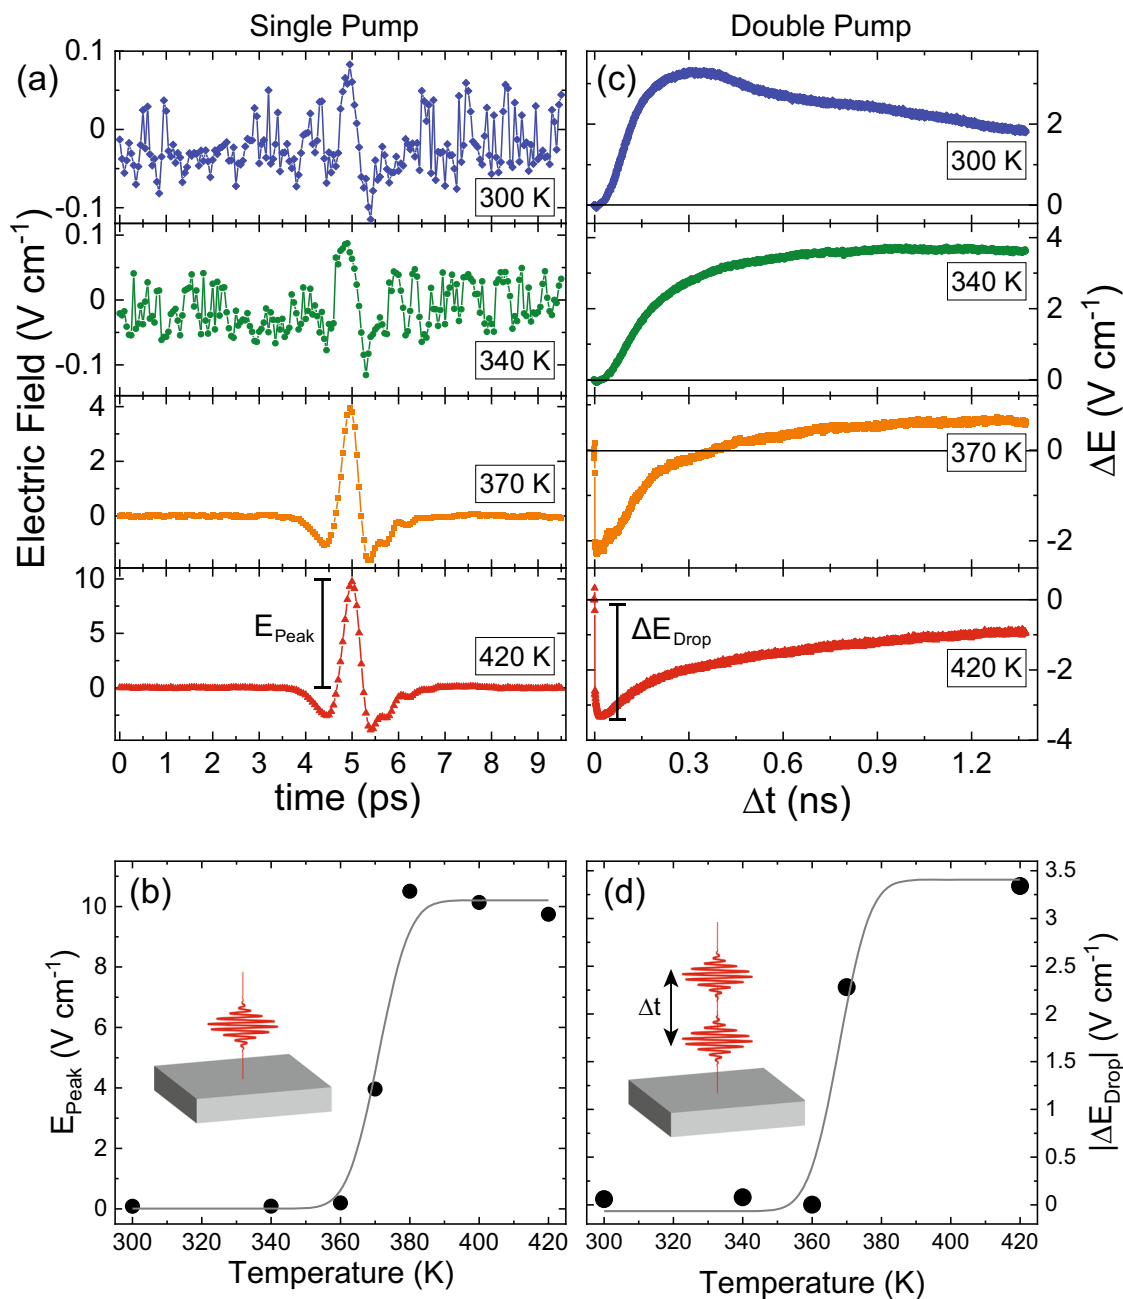 Single Pump
Double Pump
(a)
0.1
0
-0.1
300 K
0.1
0
-0.1
340 K
4
2
0
370 K
10
5
0
E_Peak
420 K
0 1 2 3 4 5 6 7 8 9
time (ps)
Electric Field (V cm⁻¹)
(c)
2
0
300 K
4
2
0
340 K
0
-2
370 K
0
-2
-4
ΔE_Drop
420 K
0 0.3 0.6 0.9 1.2
Δt (ns)
ΔE (V cm⁻¹)
(b)
10
8
6
4
2
0
300 320 340 360 380 400 420
Temperature (K)
E_Peak (V cm⁻¹)
(d)
Δt
3.5
3
2.5
2
1.5
1
0.5
0
300 320 340 360 380 400 420
Temperature (K)
|ΔE_Drop| (V cm⁻¹)